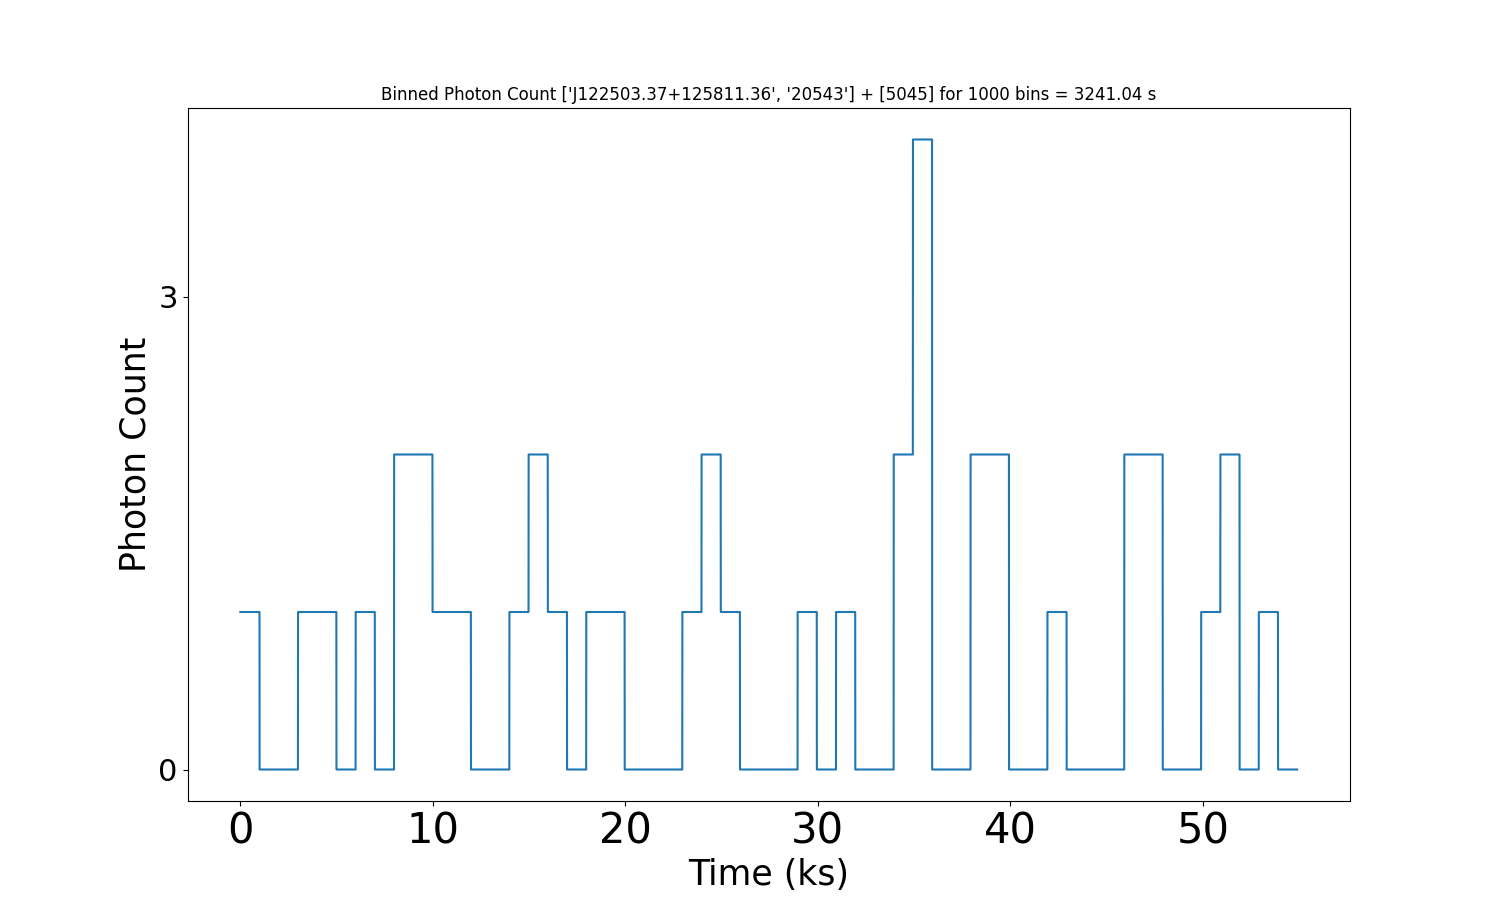 Binned Photon Count ['J122503.37+125811.36', '20543'] + [5045] for 1000 bins = 3241.04 s
Photon Count
3
0
0 10 20 30 40 50
Time (ks)